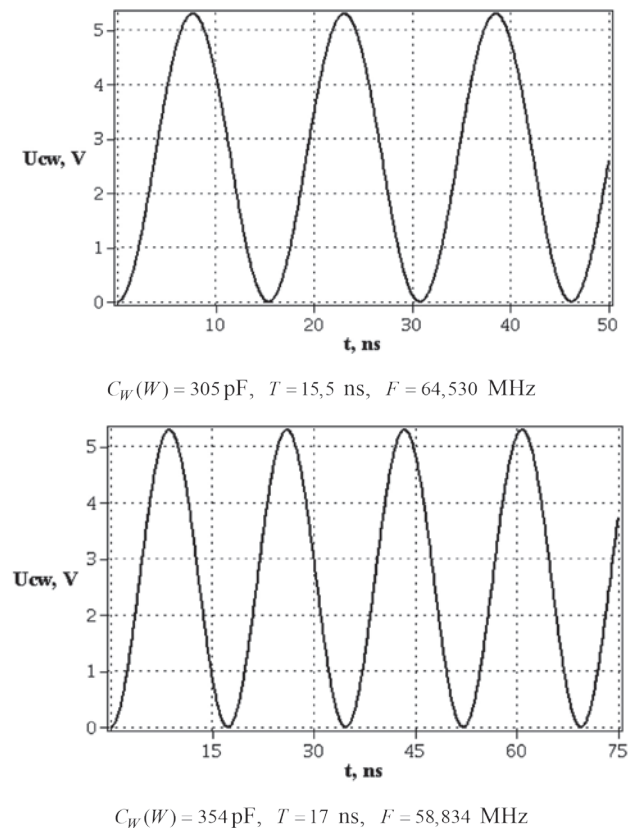 5
4
3
Ucw, V
2
1
0
10 20 30 40 50
t, ns
C_W(W) = 305 pF, T = 15,5 ns, F = 64,530 MHz
5
4
3
Ucw, V
2
1
0
15 30 45 60 75
t, ns
C_W(W) = 354 pF, T = 17 ns, F = 58,834 MHz